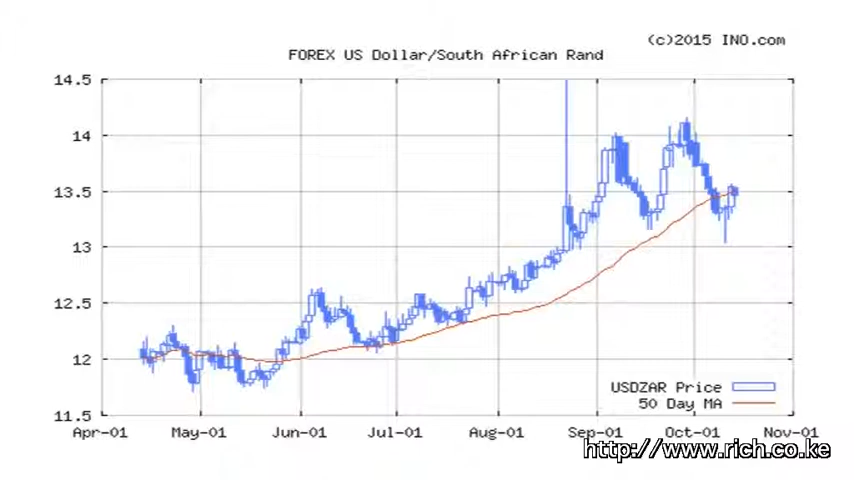 (c)2015 INO.com
FOREX US Dollar/South African Rand
14.5
14
13.5
13
12.5
12
11.5
USDZAR Price
50 Day MA
Apr-01 May-01 Jun-01 Jul-01 Aug-01 Sep-01 Oct-01 Nov-01
http://www.rich.co.ke